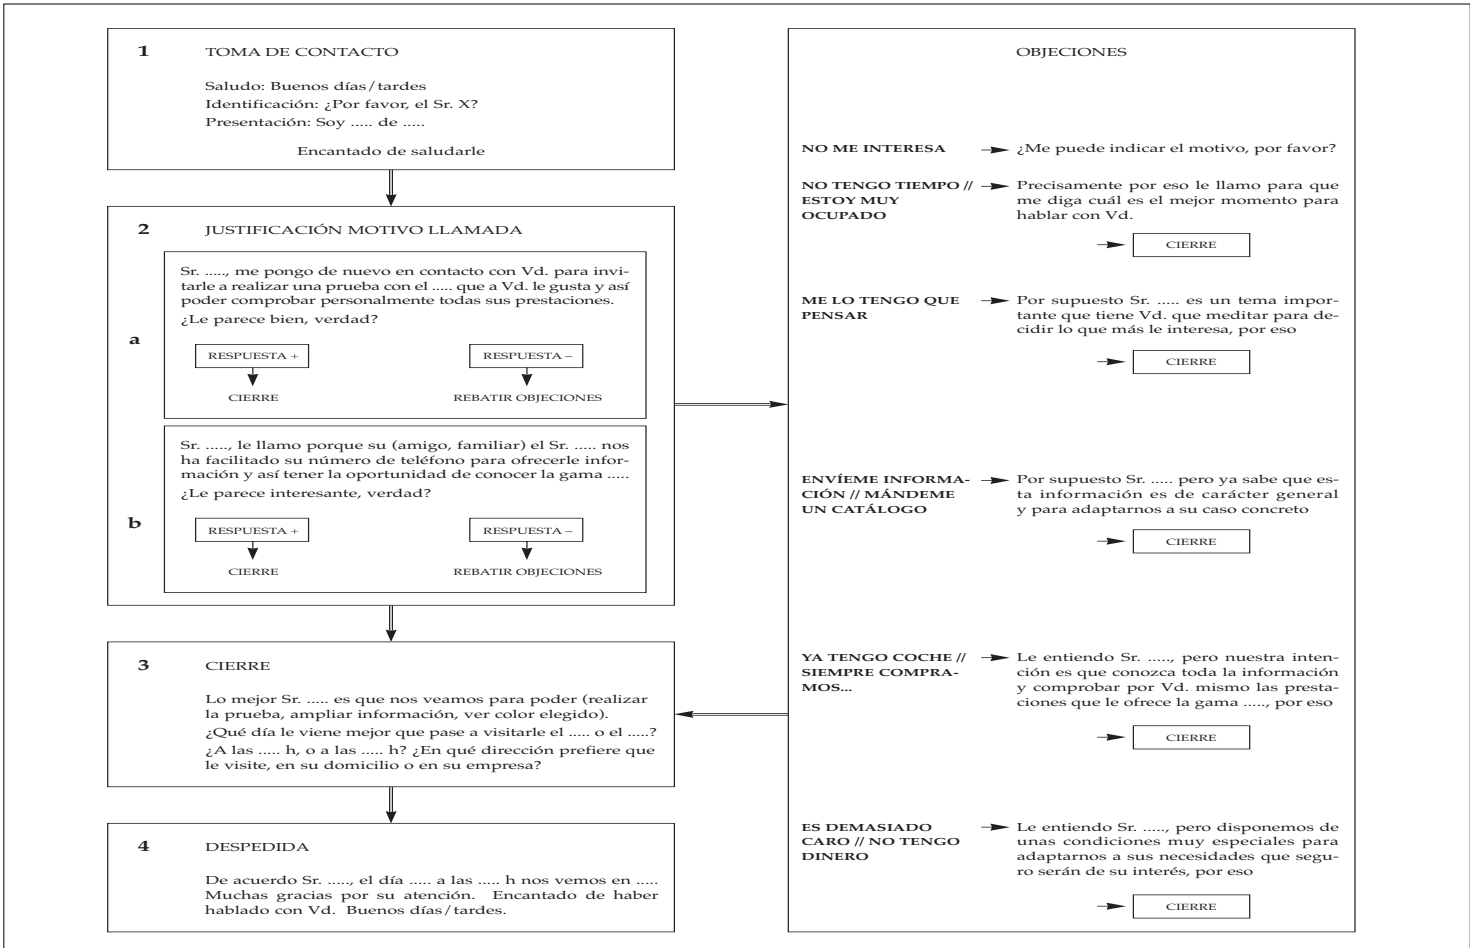 1 TOMA DE CONTACTO
Saludo: Buenos días/tardes
Identificación: ¿Por favor, el Sr. X?
Presentación: Soy ..... de .....
Encantado de saludarle
2 JUSTIFICACIÓN MOTIVO LLAMADA
a
Sr. ....., me pongo de nuevo en contacto con Vd. para invi-
tarle a realizar una prueba con el ..... que a Vd. le gusta y así
poder comprobar personalmente todas sus prestaciones.
¿Le parece bien, verdad?
RESPUESTA + RESPUESTA –
CIERRE REBATIR OBJECIONES
b
Sr. ....., le llamo porque su (amigo, familiar) el Sr. ..... nos
ha facilitado su número de teléfono para ofrecerle infor-
mación y así tener la oportunidad de conocer la gama .....
¿Le parece interesante, verdad?
RESPUESTA + RESPUESTA –
CIERRE REBATIR OBJECIONES
3 CIERRE
Lo mejor Sr. ..... es que nos veamos para poder (realizar
la prueba, ampliar información, ver color elegido).
¿Qué día le viene mejor que pase a visitarle el ..... o el .....?
¿A las ..... h, o a las ..... h? ¿En qué dirección prefiere que
le visite, en su domicilio o en su empresa?
4 DESPEDIDA
De acuerdo Sr. ....., el día ..... a las ..... h nos vemos en .....
Muchas gracias por su atención. Encantado de haber
hablado con Vd. Buenos días/tardes.
OBJECIONES
NO ME INTERESA
¿Me puede indicar el motivo, por favor?
NO TENGO TIEMPO //
ESTOY MUY
OCUPADO
Precisamente por eso le llamo para que
me diga cuál es el mejor momento para
hablar con Vd.
CIERRE
ME LO TENGO QUE
PENSAR
Por supuesto Sr. ..... es un tema impor-
tante que tiene Vd. que meditar para de-
cidir lo que más le interesa, por eso
CIERRE
ENVÍEME INFORMA-
CIÓN // MÁNDEME
UN CATÁLOGO
Por supuesto Sr. ..... pero ya sabe que es-
ta información es de carácter general
y para adaptarnos a su caso concreto
CIERRE
YA TENGO COCHE //
SIEMPRE COMPRA-
MOS...
Le entiendo Sr. ....., pero nuestra inten-
ción es que conozca toda la información
y comprobar por Vd. mismo las presta-
ciones que le ofrece la gama ....., por eso
CIERRE
ES DEMASIADO
CARO // NO TENGO
DINERO
Le entiendo Sr. ....., pero disponemos de
unas condiciones muy especiales para
adaptarnos a sus necesidades que segu-
ro serán de su interés, por eso
CIERRE